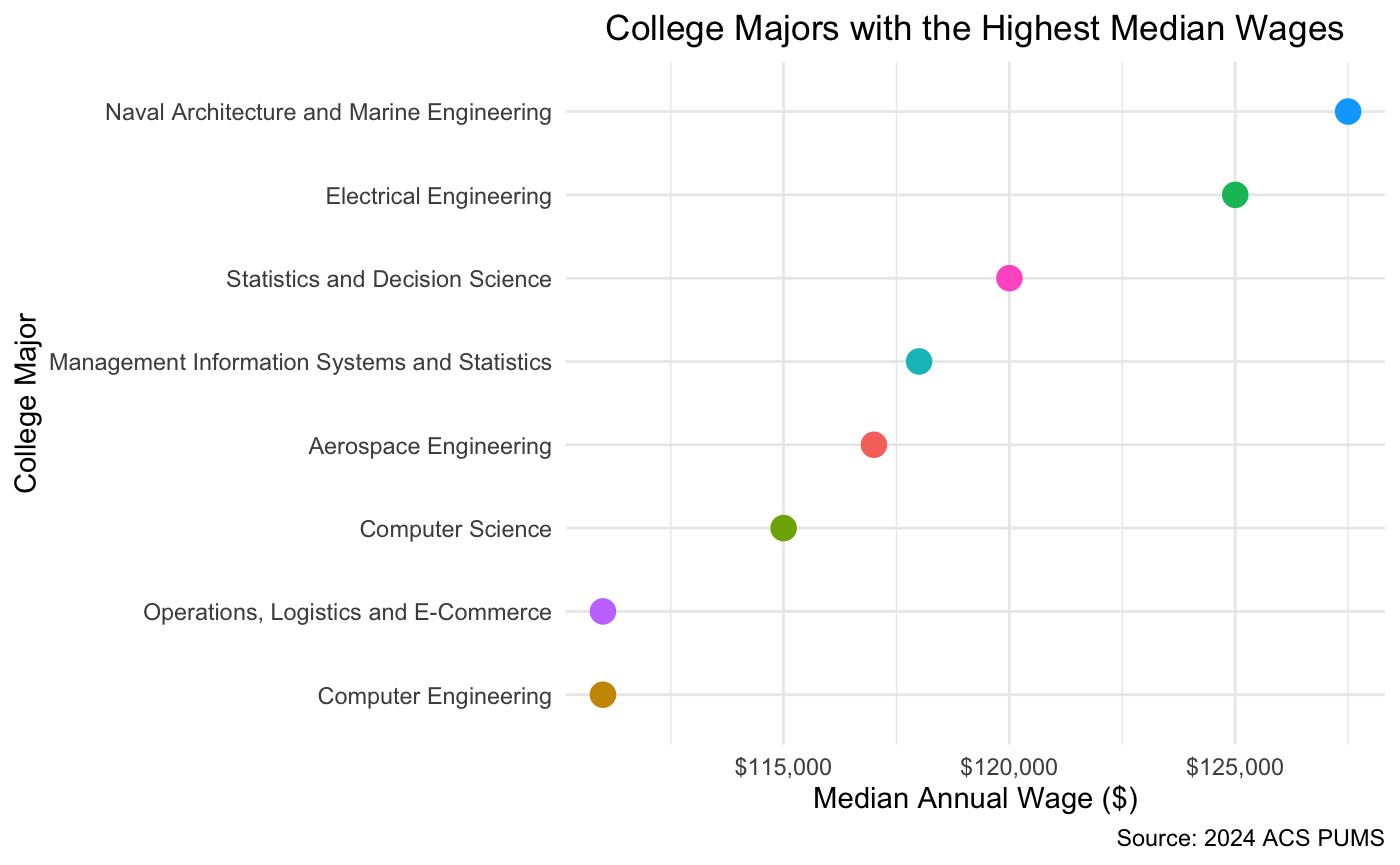 College Majors with the Highest Median Wages
College Major
Naval Architecture and Marine Engineering
Electrical Engineering
Statistics and Decision Science
Management Information Systems and Statistics
Aerospace Engineering
Computer Science
Operations, Logistics and E-Commerce
Computer Engineering
$115,000 $120,000 $125,000
Median Annual Wage ($)
Source: 2024 ACS PUMS